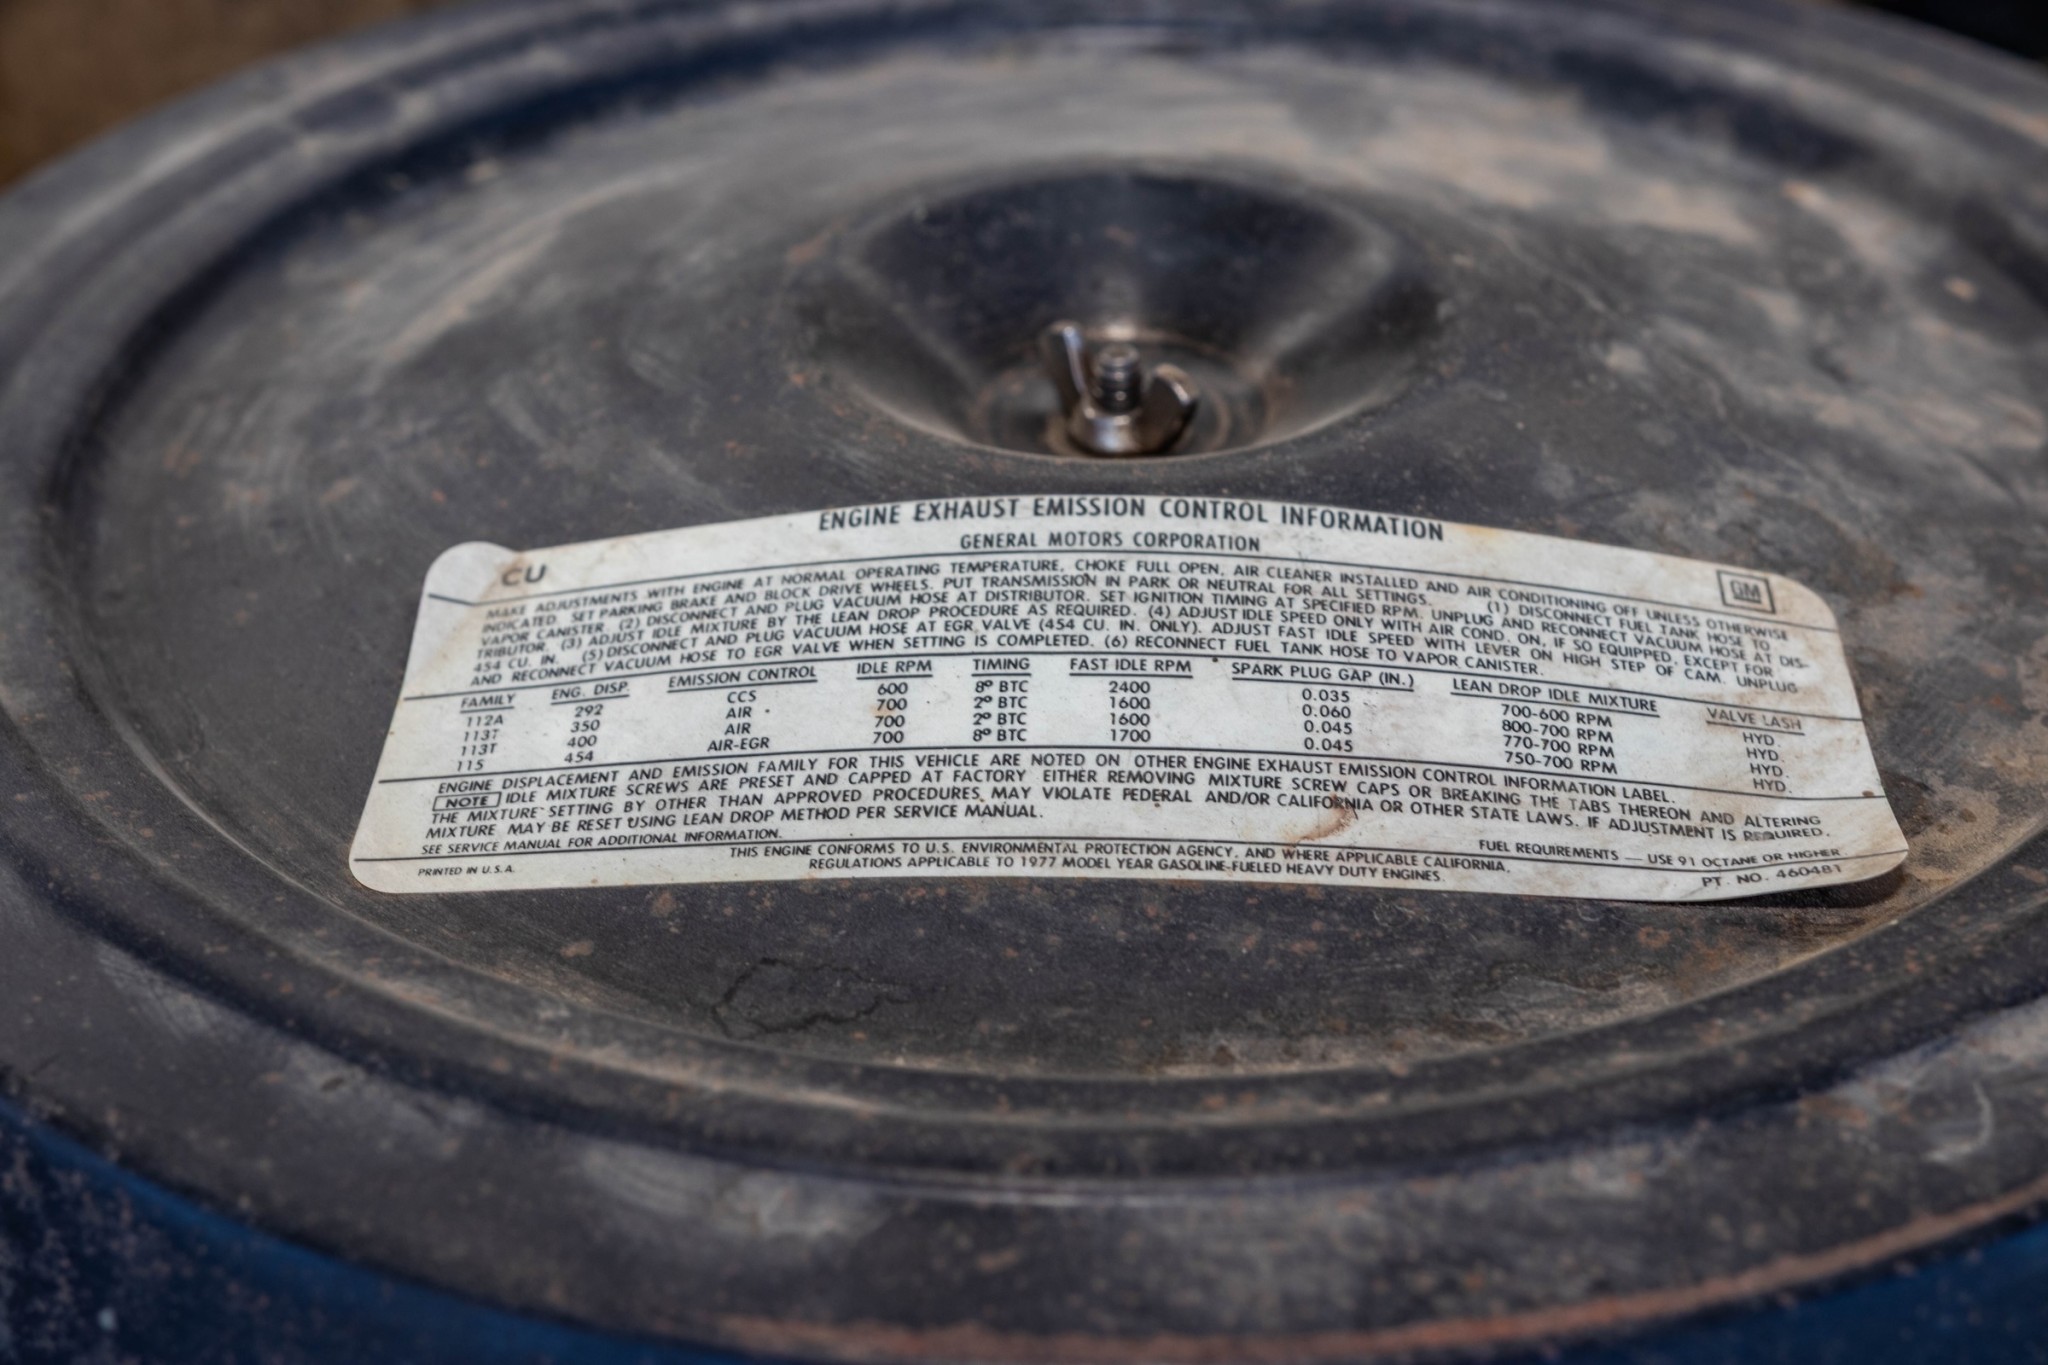 ENGINE EXHAUST EMISSION CONTROL INFORMATION
GENERAL MOTORS CORPORATION
CU
GM
MAKE ADJUSTMENTS WITH ENGINE AT NORMAL OPERATING TEMPERATURE, CHOKE FULL OPEN, AIR CLEANER INSTALLED AND AIR CONDITIONING OFF UNLESS OTHERWISE
INDICATED. SET PARKING BRAKE AND BLOCK DRIVE WHEELS. PUT TRANSMISSION IN PARK OR NEUTRAL FOR ALL SETTINGS. (1) DISCONNECT FUEL TANK HOSE TO
VAPOR CANISTER. (2) DISCONNECT AND PLUG VACUUM HOSE AT DISTRIBUTOR. SET IGNITION TIMING AT SPECIFIED RPM. UNPLUG AND RECONNECT VACUUM HOSE AT DIS-
TRIBUTOR. (3) ADJUST IDLE MIXTURE BY THE LEAN DROP PROCEDURE AS REQUIRED. (4) ADJUST IDLE SPEED ONLY WITH AIR COND. ON, IF SO EQUIPPED, EXCEPT FOR
454 CU. IN. (5) DISCONNECT AND PLUG VACUUM HOSE AT EGR VALVE (454 CU. IN. ONLY). ADJUST FAST IDLE SPEED WITH LEVER ON HIGH STEP OF CAM. UNPLUG
AND RECONNECT VACUUM HOSE TO EGR VALVE WHEN SETTING IS COMPLETED. (6) RECONNECT FUEL TANK HOSE TO VAPOR CANISTER.
FAMILY ENG. DISP. EMISSION CONTROL IDLE RPM TIMING FAST IDLE RPM SPARK PLUG GAP (IN.) LEAN DROP IDLE MIXTURE VALVE LASH
112A 292 CCS 600 8° BTC 2400 0.035 700-600 RPM HYD.
113T 350 AIR 700 2° BTC 1600 0.060 800-700 RPM HYD.
113T 400 AIR 700 2° BTC 1600 0.045 770-700 RPM HYD.
115 454 AIR-EGR 700 8° BTC 1700 0.045 750-700 RPM HYD.
ENGINE DISPLACEMENT AND EMISSION FAMILY FOR THIS VEHICLE ARE NOTED ON OTHER ENGINE EXHAUST EMISSION CONTROL INFORMATION LABEL.
NOTE IDLE MIXTURE SCREWS ARE PRESET AND CAPPED AT FACTORY EITHER REMOVING MIXTURE SCREW CAPS OR BREAKING THE TABS THEREON AND ALTERING
THE MIXTURE SETTING BY OTHER THAN APPROVED PROCEDURES MAY VIOLATE FEDERAL AND/OR CALIFORNIA OR OTHER STATE LAWS. IF ADJUSTMENT IS REQUIRED,
MIXTURE MAY BE RESET USING LEAN DROP METHOD PER SERVICE MANUAL.
SEE SERVICE MANUAL FOR ADDITIONAL INFORMATION. FUEL REQUIREMENTS — USE 91 OCTANE OR HIGHER
THIS ENGINE CONFORMS TO U.S. ENVIRONMENTAL PROTECTION AGENCY, AND WHERE APPLICABLE CALIFORNIA,
PRINTED IN U.S.A. REGULATIONS APPLICABLE TO 1977 MODEL YEAR GASOLINE-FUELED HEAVY DUTY ENGINES. PT. NO. 460481